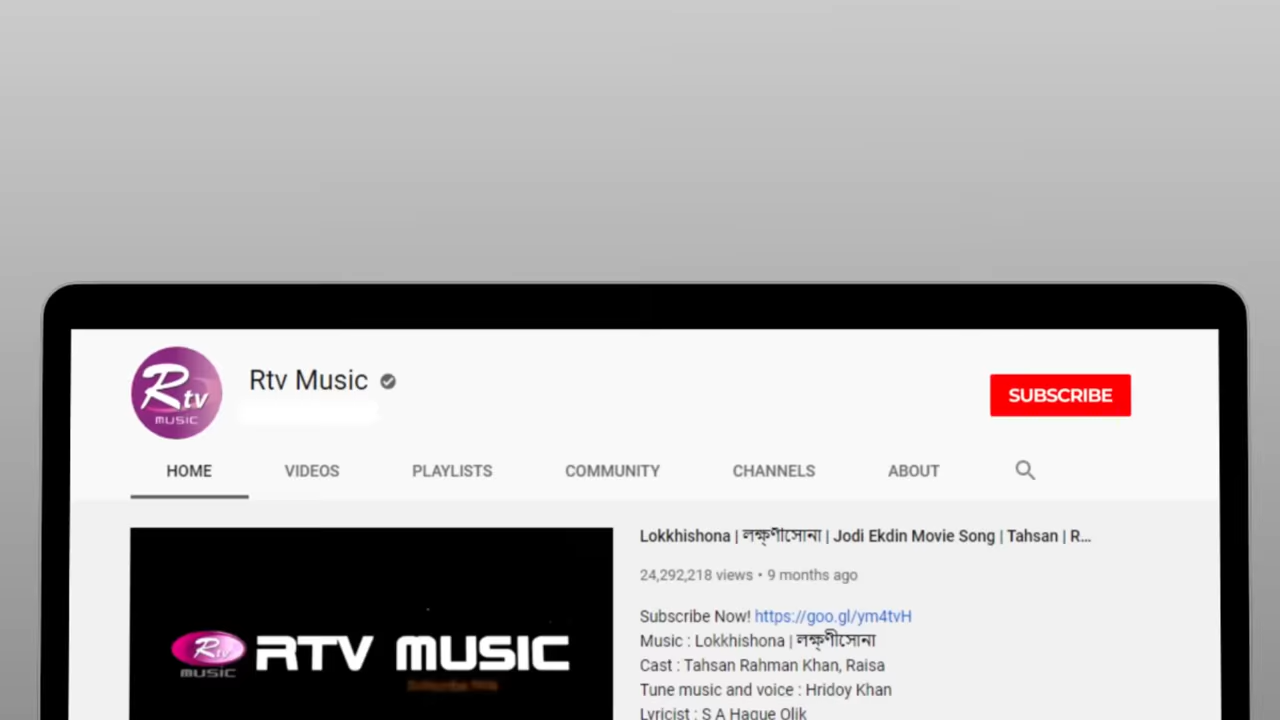 Rtv
MUSIC
Rtv Music
SUBSCRIBE
HOME
VIDEOS
PLAYLISTS
COMMUNITY
CHANNELS
ABOUT
Rtv
MUSIC
RTV MUSIC
Lokkhishona | লক্ষ্ণীসোনা | Jodi Ekdin Movie Song | Tahsan | R...
24,292,218 views • 9 months ago
Subscribe Now! https://goo.gl/ym4tvH
Music : Lokkhishona | লক্ষ্ণীসোনা
Cast : Tahsan Rahman Khan, Raisa
Tune music and voice : Hridoy Khan
Lyricist : S A Haque Olik